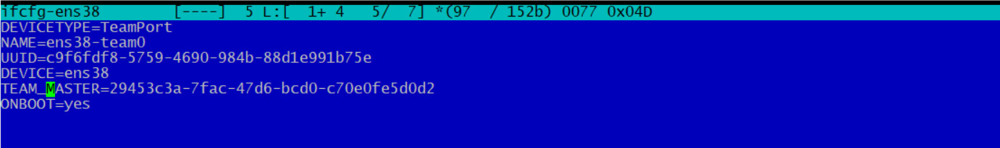 ifcfg-ens38 [----] 5 L:[ 1+ 4 5/ 7] *(97 / 152b) 0077 0x04D
DEVICETYPE=TeamPort
NAME=ens38-team0
UUID=c9f6fdf8-5759-4690-984b-88d1e991b75e
DEVICE=ens38
TEAM_MASTER=29453c3a-7fac-47d6-bcd0-c70e0fe5d0d2
ONBOOT=yes